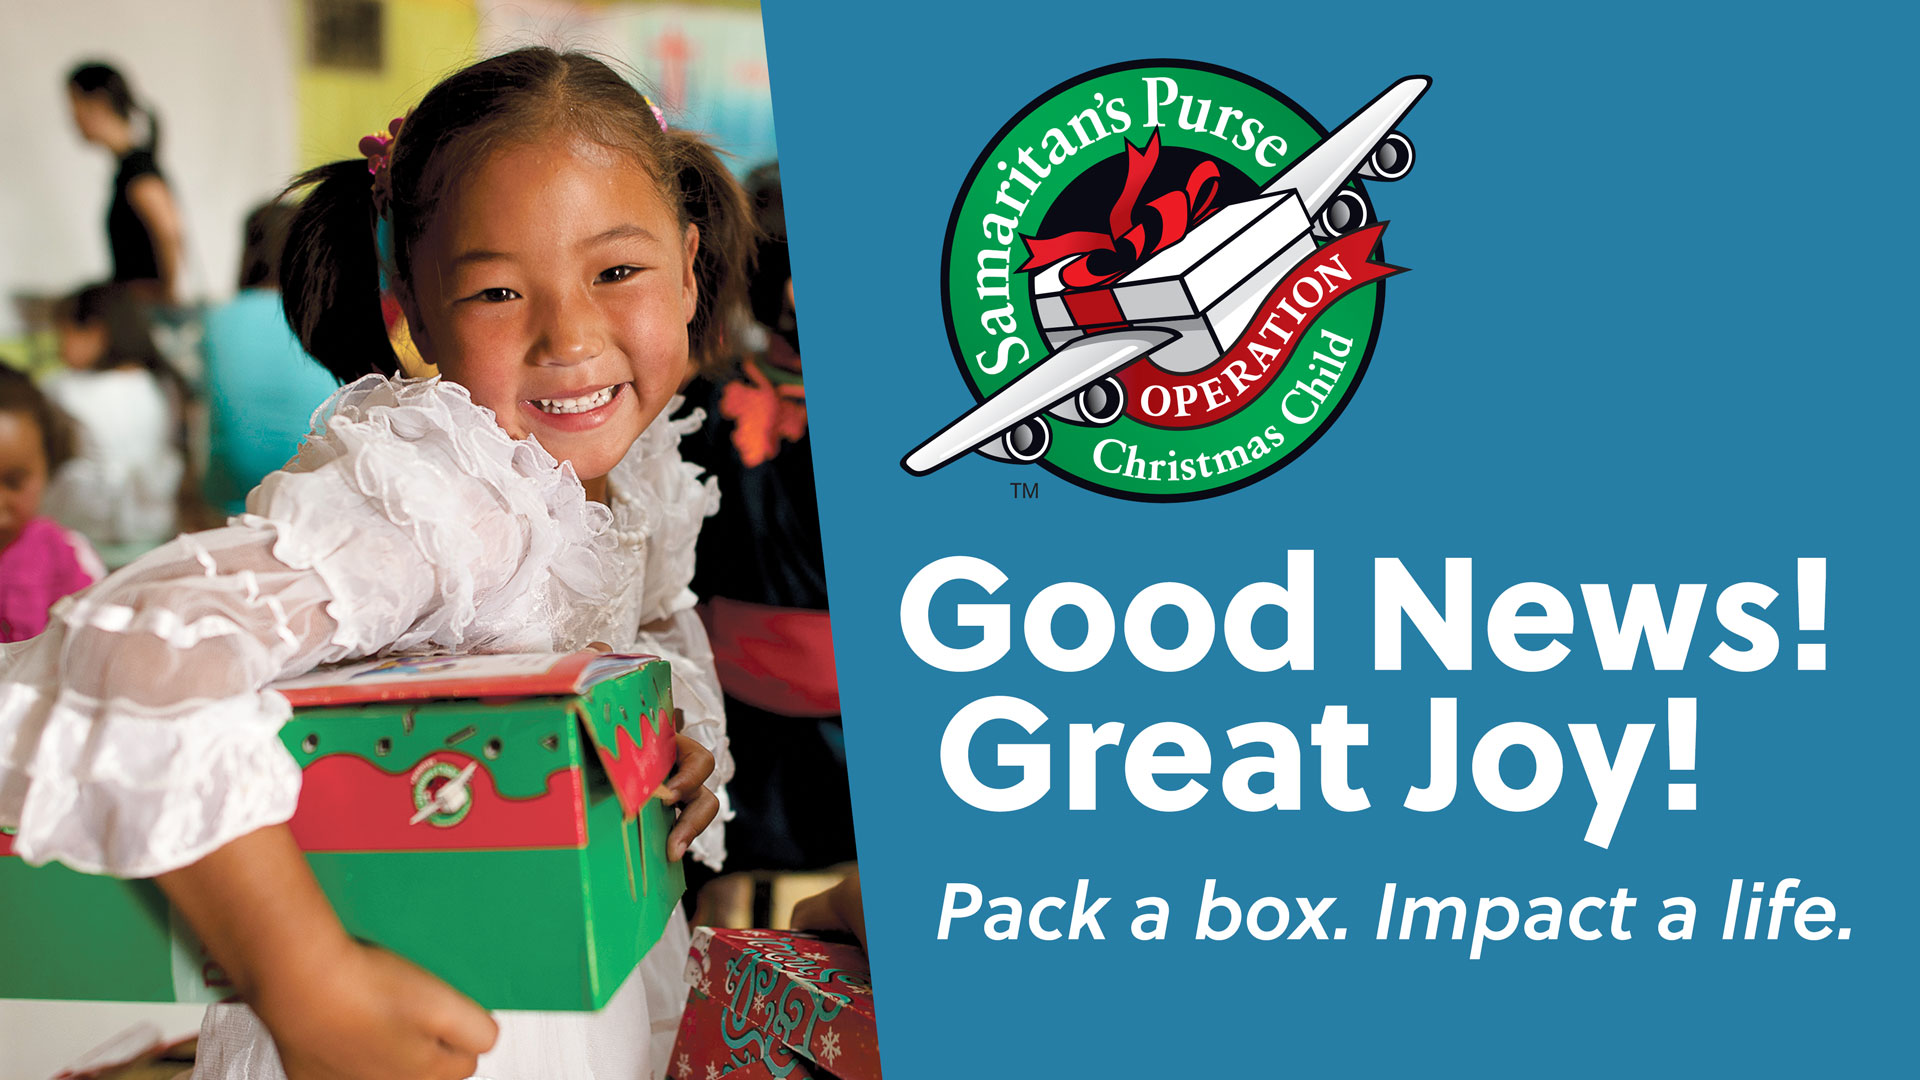 Samaritan's Purse
OPERATION
Christmas Child
TM
Good News!
Great Joy!
Pack a box. Impact a life.